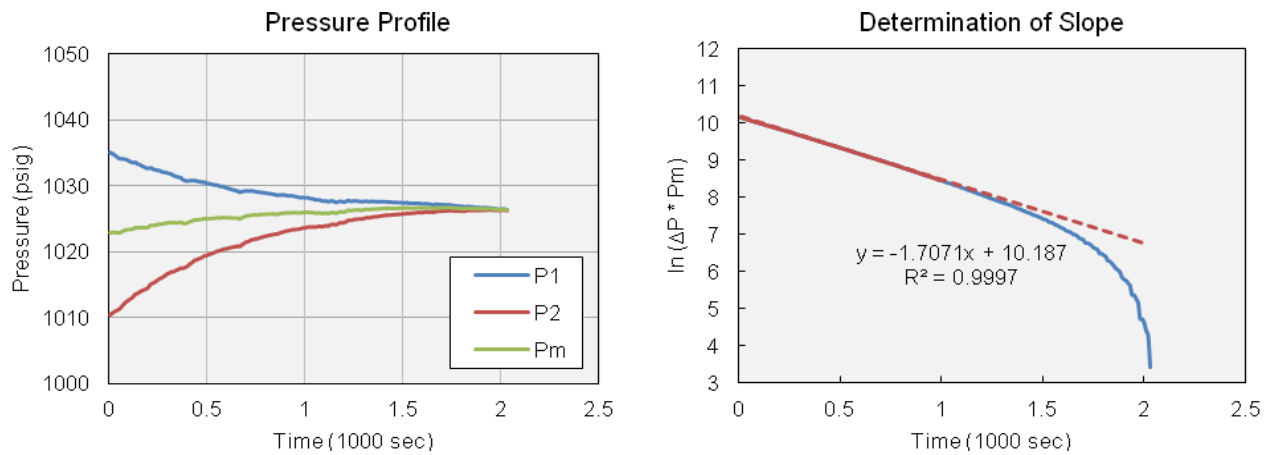 Pressure Profile
Pressure (psig)
1050
1040
1030
1020
1010
1000
P1
P2
Pm
0
0.5
1
1.5
2
2.5
Time (1000 sec)
Determination of Slope
ln (ΔP * Pm)
12
11
10
9
8
7
6
5
4
3
y = -1.7071x + 10.187
R² = 0.9997
0
0.5
1
1.5
2
2.5
Time (1000 sec)